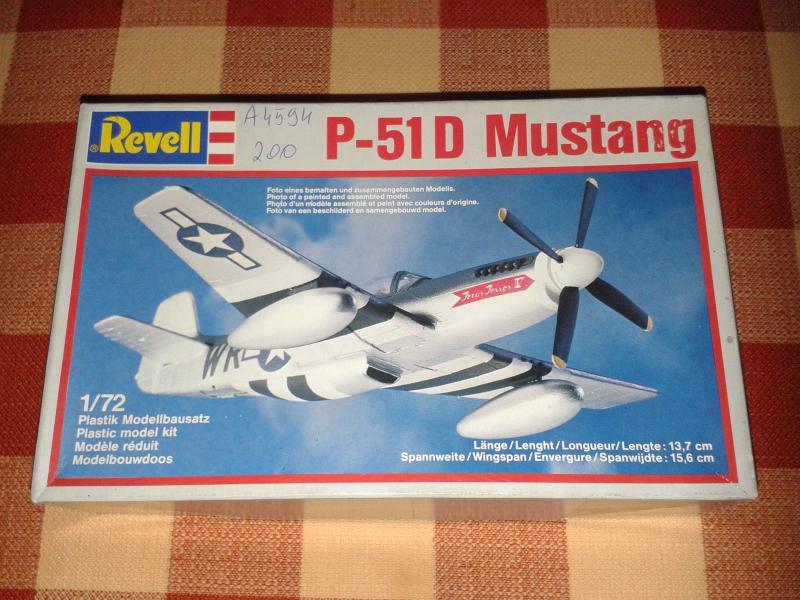 ® Revell
A4594
200
P-51D Mustang
Foto eines bemalten und zusammengebauten Modells.
Photo of a painted and assembled model.
Photo d'un modèle assemblé et peint avec couleurs d'origine.
Foto van een beschilderd en samengebouwd model.
WR
1/72
Plastik Modellbausatz
Plastic model kit
Modèle réduit
Modelbouwdoos
Länge/Lenght/Longueur/Lengte: 13,7 cm
Spannweite/Wingspan/Envergure/Spanwijdte: 15,6 cm